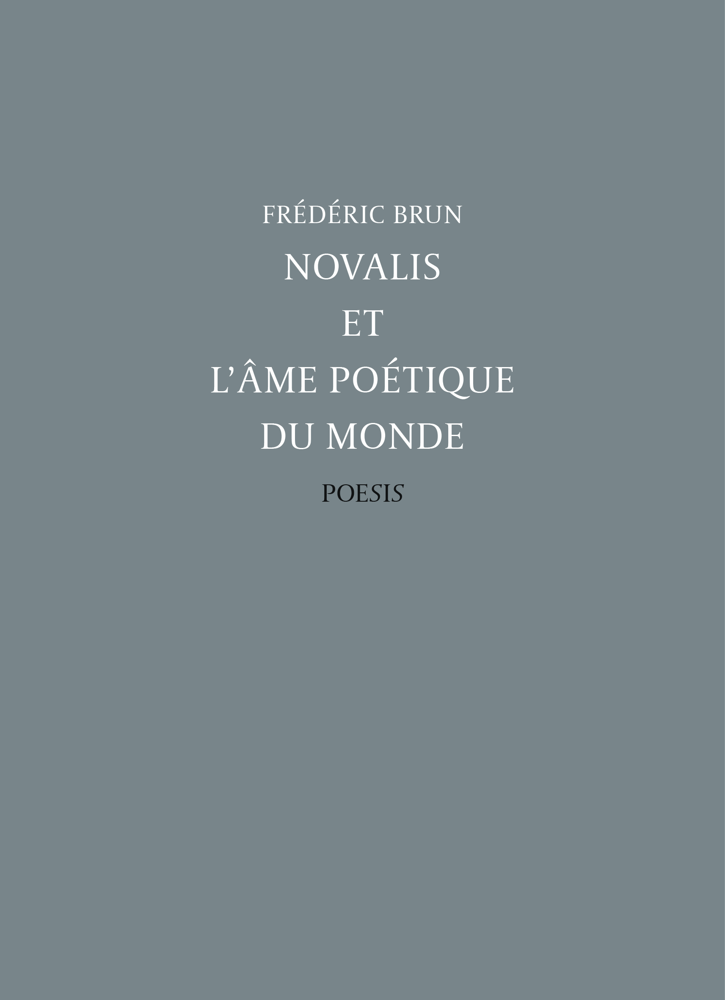 FRÉDÉRIC BRUN
NOVALIS
ET
L’ÂME POÉTIQUE
DU MONDE
POESIS